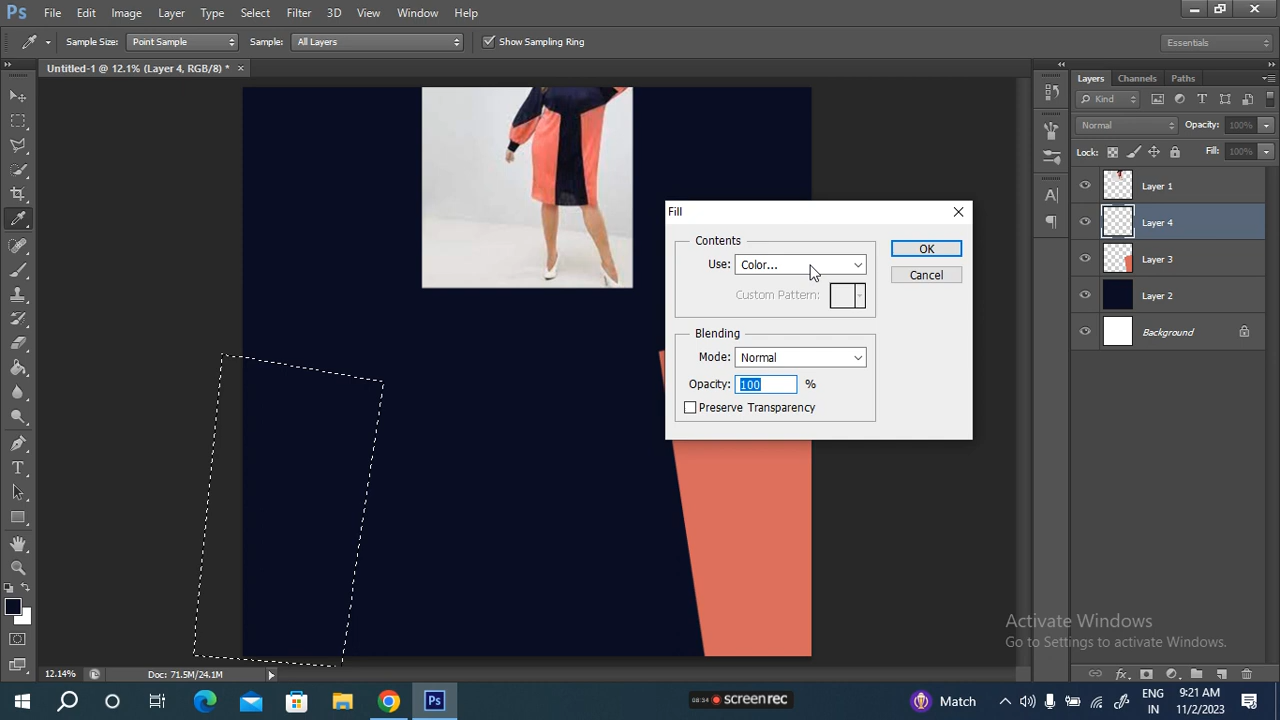 Ps File Edit Image Layer Type Select Filter 3D View Window Help
Sample Size: Point Sample Sample: All Layers Show Sampling Ring Essentials
Untitled-1 @ 12.1% (Layer 4, RGB/8) *
Layers Channels Paths
Kind
Normal Opacity: 100%
Lock: Fill: 100%
Layer 1
Layer 4
Layer 3
Layer 2
Background
Fill
Contents
Use: Color...
Custom Pattern:
OK
Cancel
Blending
Mode: Normal
Opacity: 100 %
Preserve Transparency
Activate Windows
Go to Settings to activate Windows.
12.14% Doc: 71.5M/24.1M
08:34 screenrec
Match
ENG
IN
9:21 AM
11/2/2023